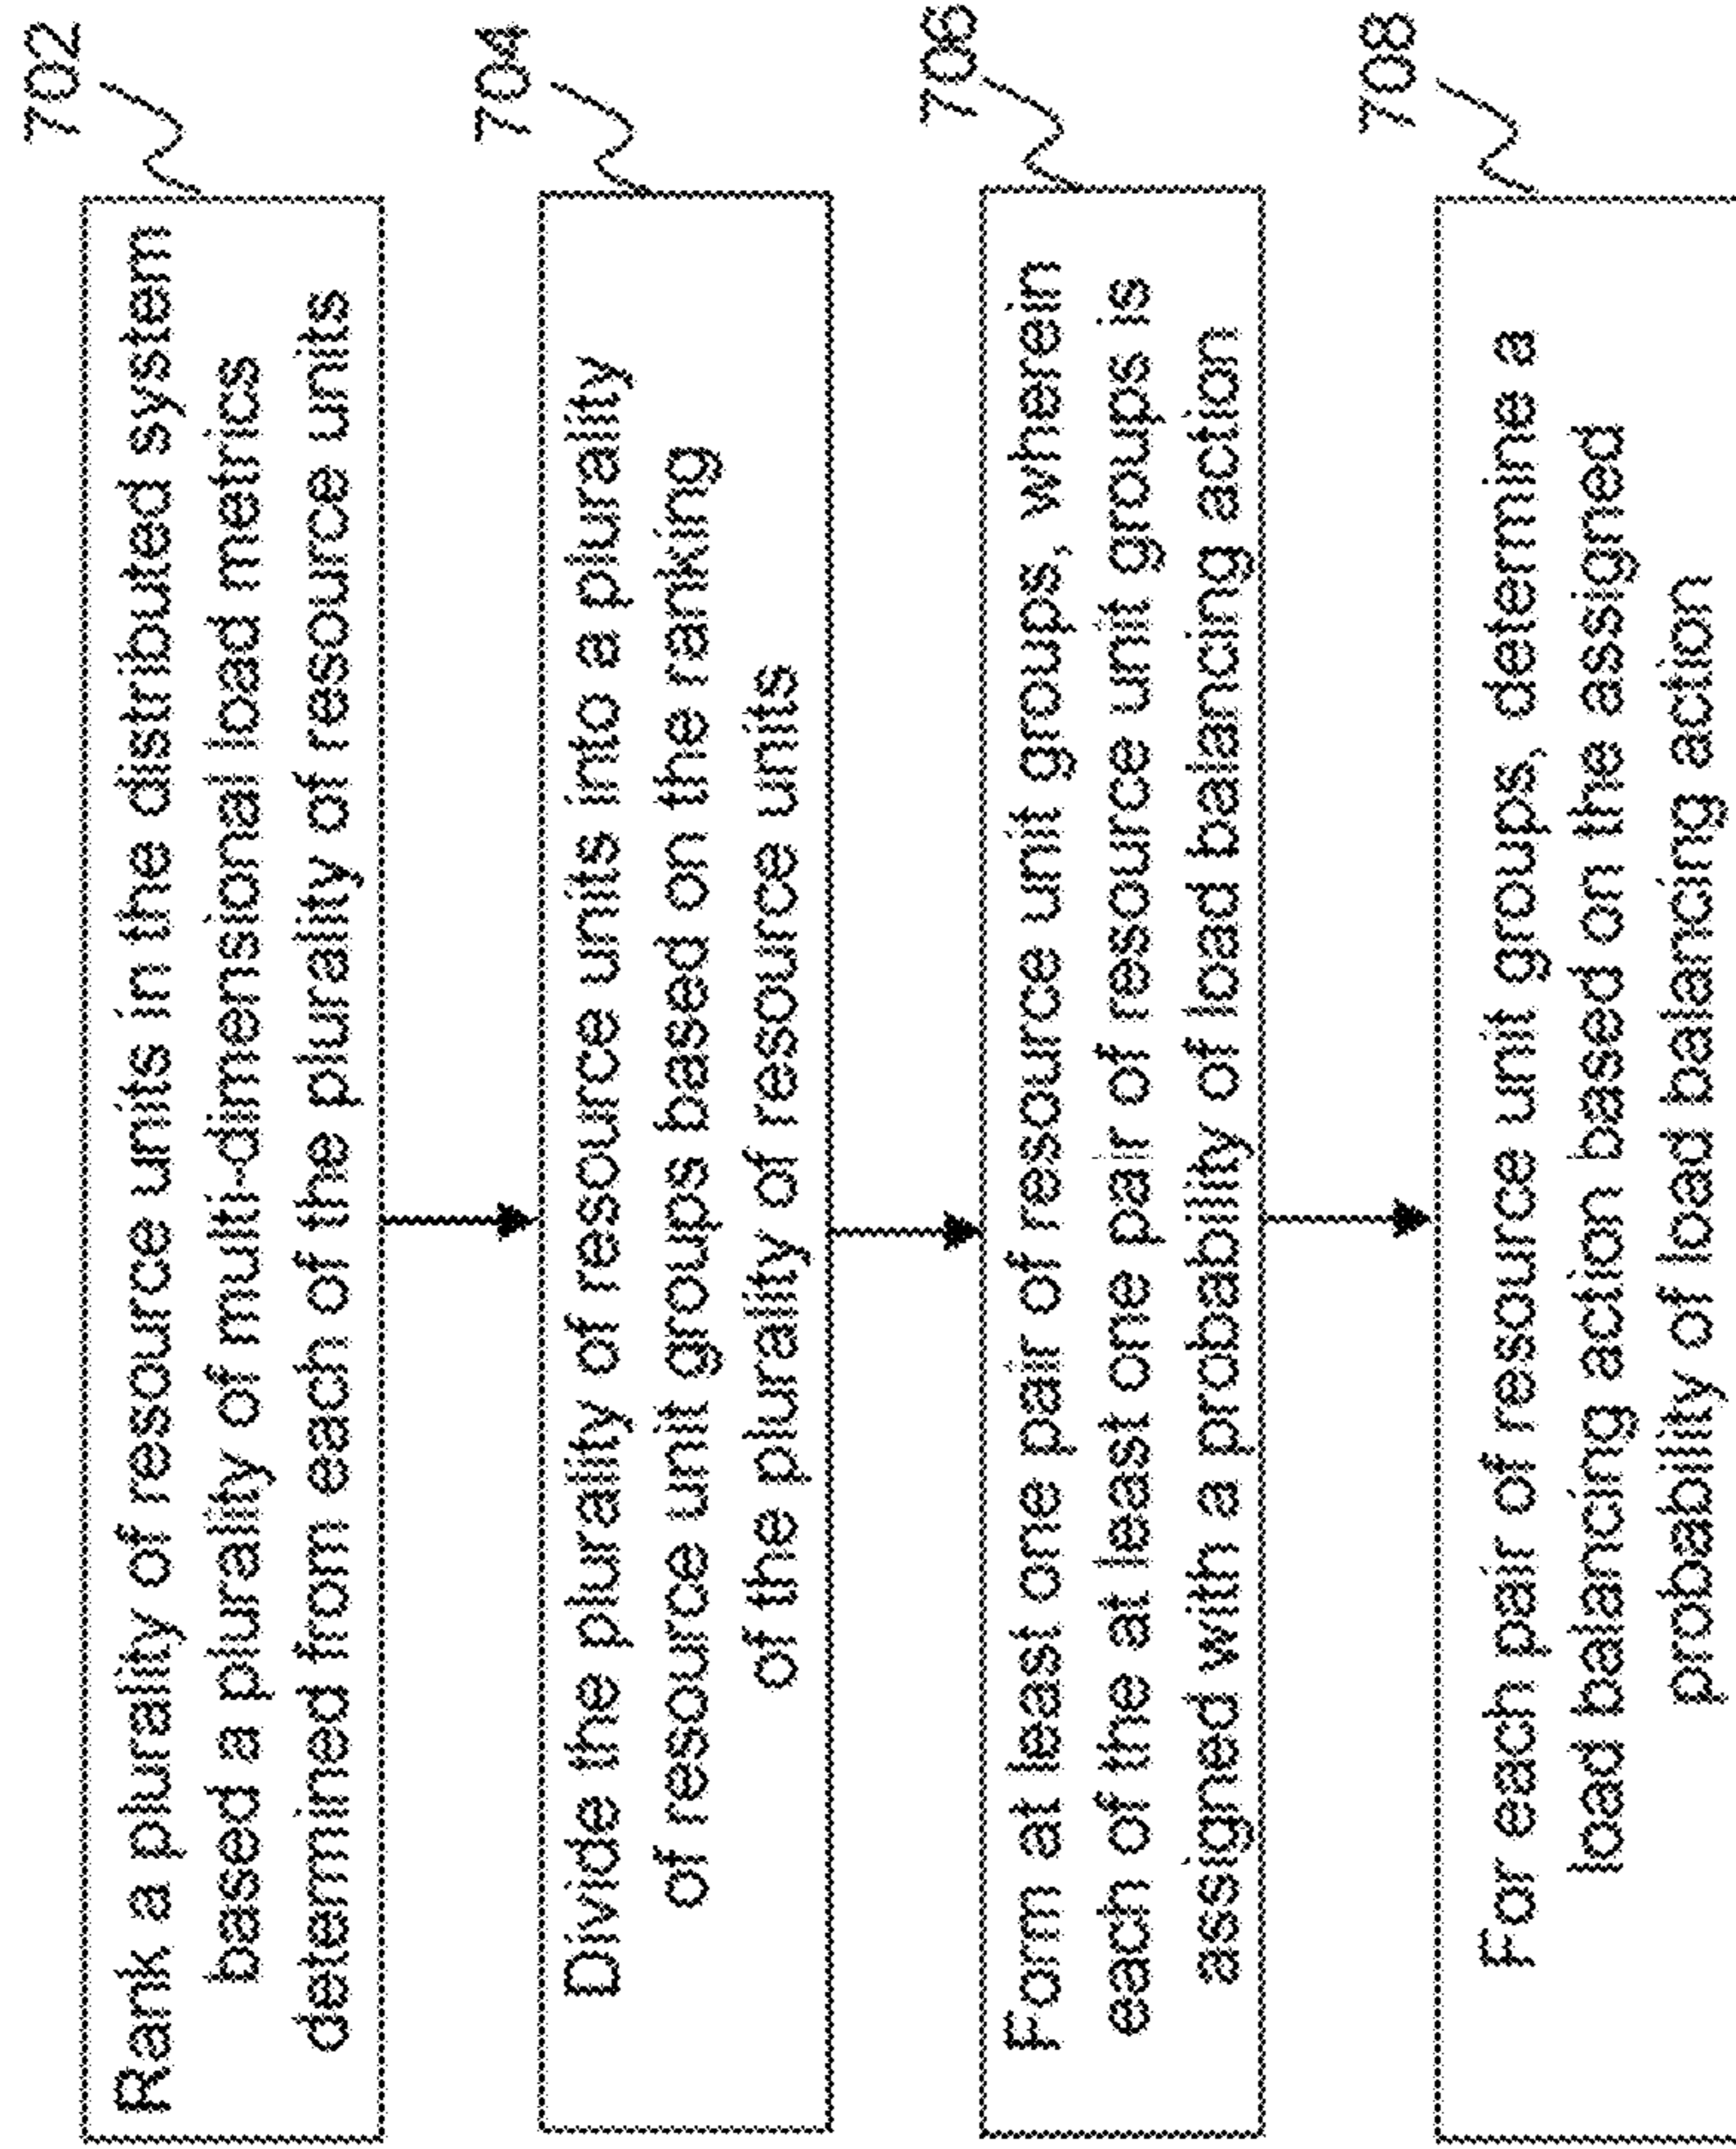 702
Rank a plurality of resource units in the distributed system
based a plurality of multi-dimensional load metrics
determined from each of the plurality of resource units
704
Divide the plurality of resource units into a plurality
of resource unit groups based on the ranking
of the plurality of resource units
706
Form at least one pair of resource unit groups, wherein
each of the at least one pair of resource unit groups is
assigned with a probability of load balancing action
708
For each pair of resource unit groups, determine a
load balancing action based on the assigned
probability of load balancing action